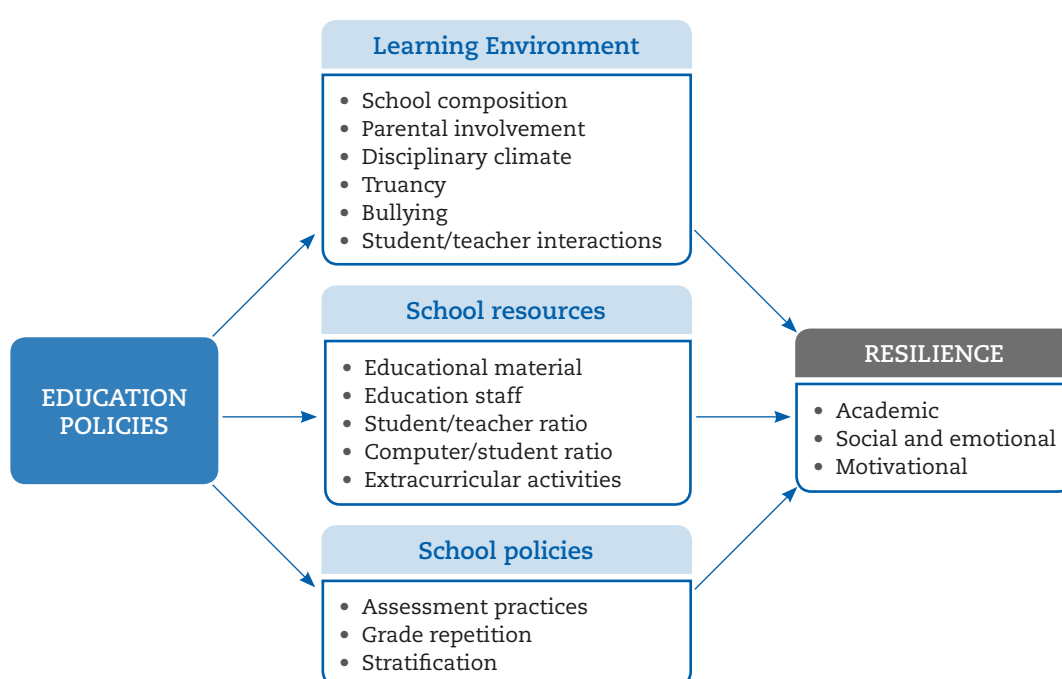 Learning Environment
• School composition
• Parental involvement
• Disciplinary climate
• Truancy
• Bullying
• Student/teacher interactions
EDUCATION
POLICIES
School resources
• Educational material
• Education staff
• Student/teacher ratio
• Computer/student ratio
• Extracurricular activities
School policies
• Assessment practices
• Grade repetition
• Stratification
RESILIENCE
• Academic
• Social and emotional
• Motivational